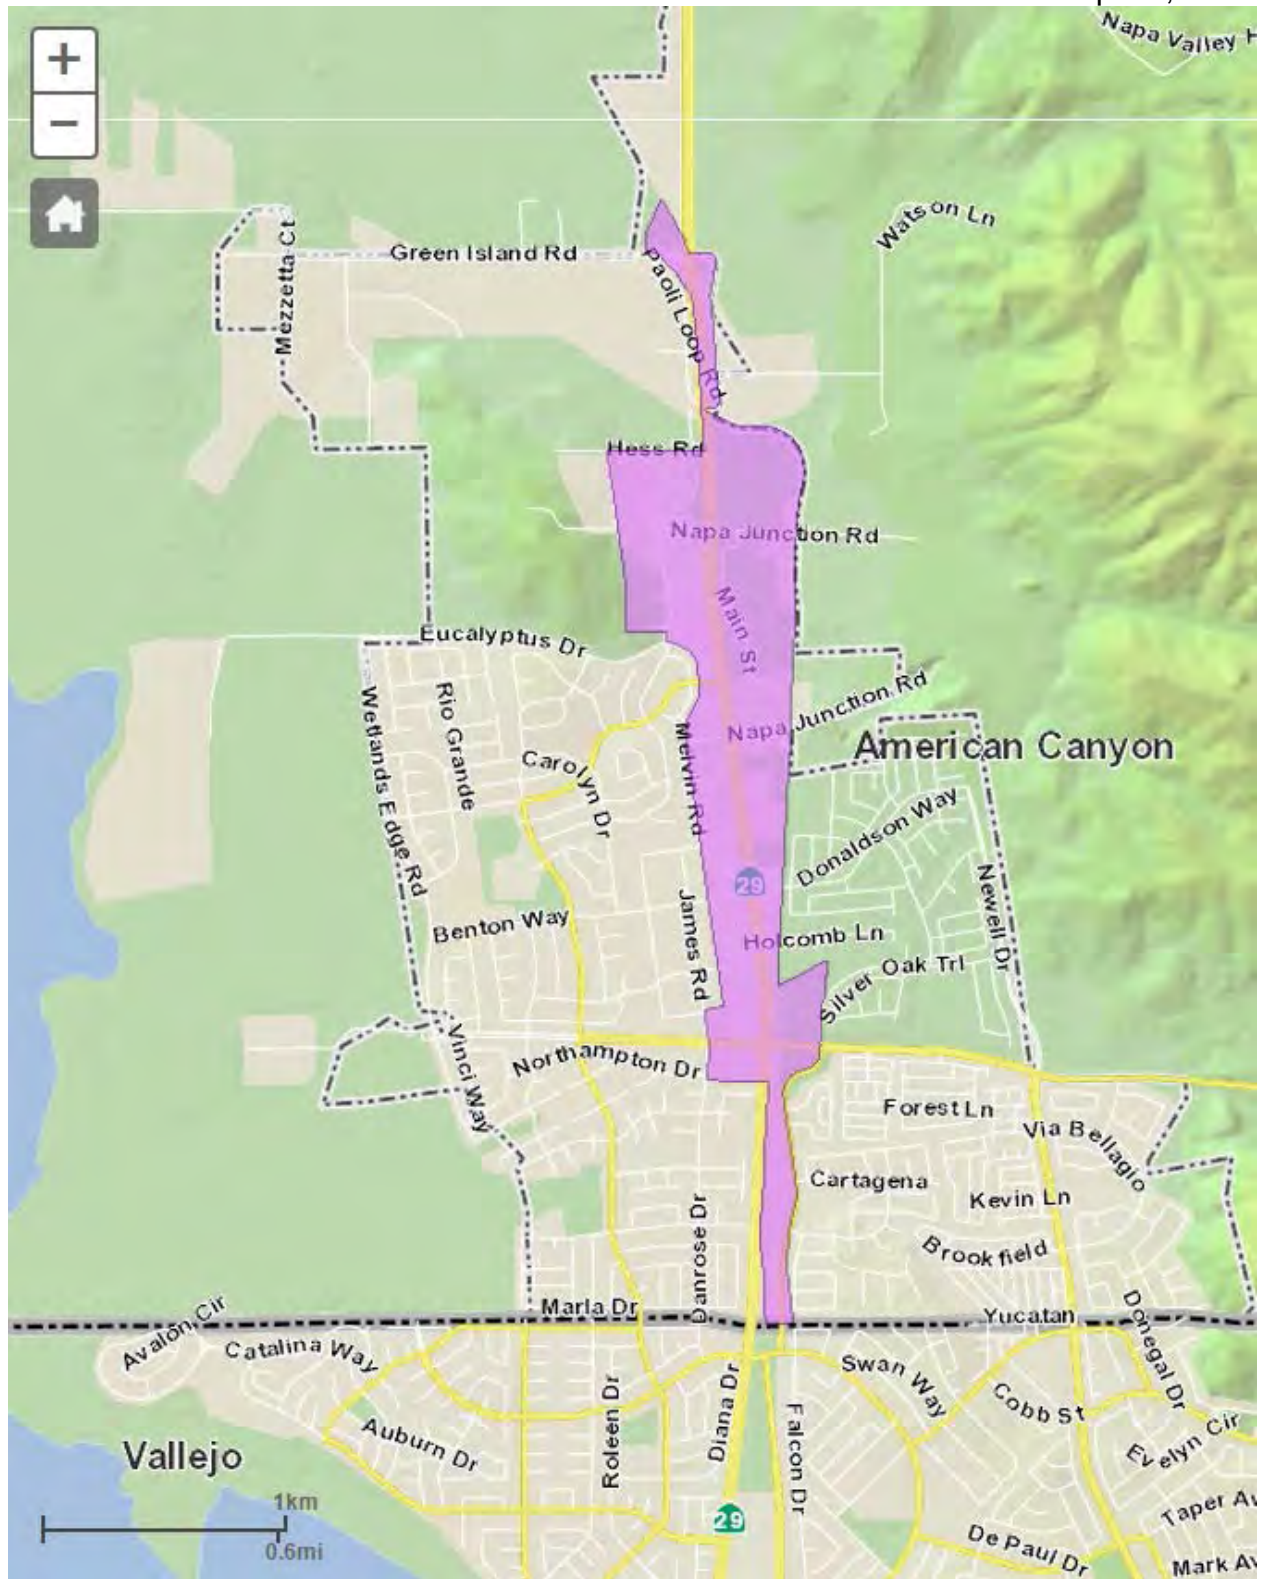 Napa Valley H
+
−
Watson Ln
Green Island Rd
Mezzetta Ct
Paoli Loop Rd
Hess Rd
Napa Junction Rd
Main St
Eucalyptus Dr
Rio Grande
Wetlands Edge Rd
Carolyn Dr
Melvin Rd
Napa Junction Rd
American Canyon
Donaldson Way
29
Newell Dr
James Rd
Benton Way
Holcomb Ln
Silver Oak Trl
Vinci Way
Northampton Dr
Forest Ln
Via Bellagio
Cartagena
Kevin Ln
Danrose Dr
Brookfield
Marla Dr
Yucatan
Donegal Dr
Avalon Cir
Catalina Way
Swan Way
Cobb St
Roleen Dr
Diana Dr
Falcon Dr
Auburn Dr
Vallejo
Evelyn Cir
1km
0.6mi
29
Taper Av
De Paul Dr
Mark Av